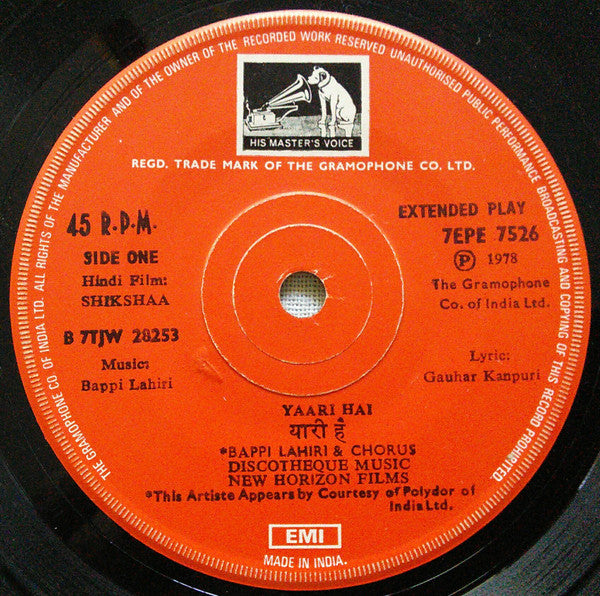 THE GRAMOPHONE CO. OF INDIA LTD. ALL RIGHTS OF THE MANUFACTURER AND OF THE OWNER OF THE RECORDED WORK RESERVED UNAUTHORISED PUBLIC PERFORMANCE BROADCASTING AND COPYING OF THIS RECORD PROHIBITED.
HIS MASTER'S VOICE
REGD. TRADE MARK OF THE GRAMOPHONE CO. LTD.
45 R.P.M.
SIDE ONE
Hindi Film:
SHIKSHAA
B 7TJW 28253
Music:
Bappi Lahiri
EXTENDED PLAY
7EPE 7526
Ⓟ 1978
The Gramophone
Co. of India Ltd.
Lyric:
Gauhar Kanpuri
YAARI HAI
यारी हँ
*BAPPI LAHIRI & CHORUS
DISCOTHEQUE MUSIC
NEW HORIZON FILMS
*This Artiste Appears by Courtesy of Polydor of
India Ltd.
EMI
MADE IN INDIA.